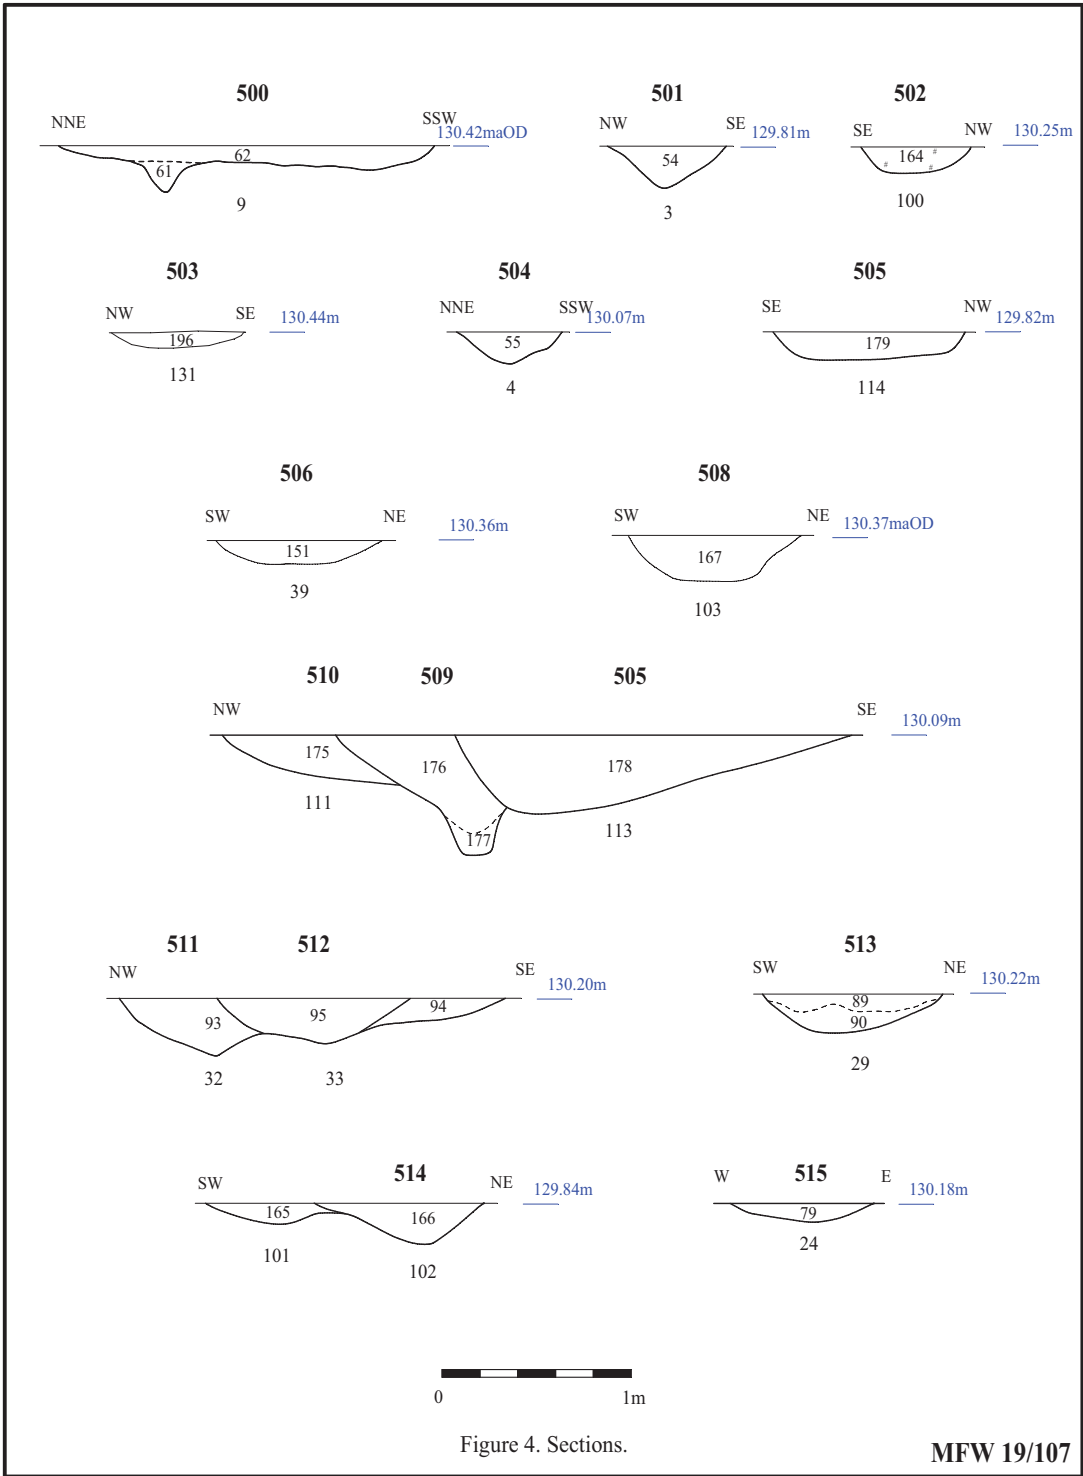 500
NNE
SSW
130.42maOD
62
61
9
501
NW
SE
129.81m
54
3
502
SE
NW
130.25m
164
#
#
#
100
503
NW
SE
130.44m
196
131
504
NNE
SSW
130.07m
55
4
505
SE
NW
129.82m
179
114
506
SW
NE
130.36m
151
39
508
SW
NE
130.37maOD
167
103
510
509
505
NW
SE
130.09m
175
176
178
111
177
113
511
512
NW
SE
130.20m
93
95
94
32
33
513
SW
NE
130.22m
89
90
29
514
SW
NE
129.84m
165
166
101
102
515
W
E
130.18m
79
24
0
1m
Figure 4. Sections.
MFW 19/107